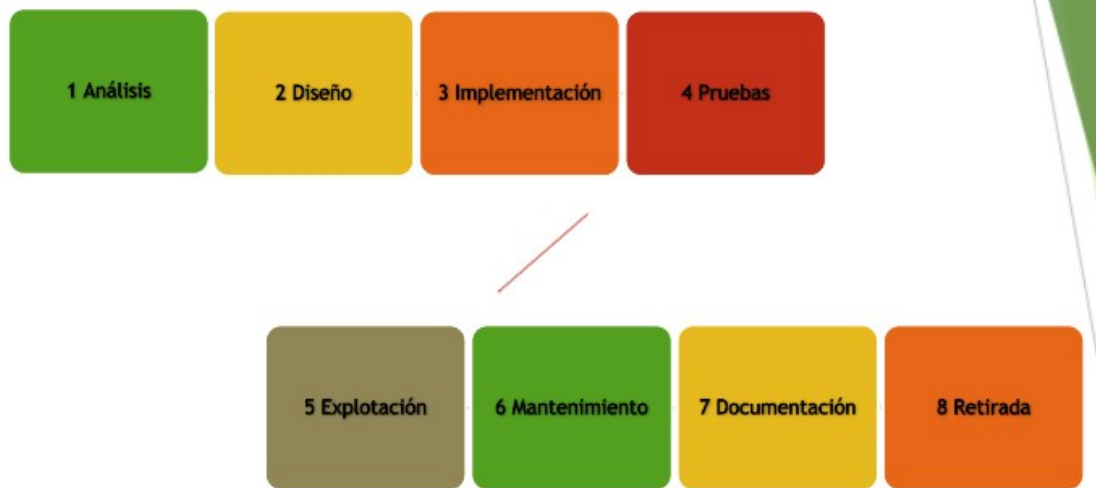 1 Análisis
2 Diseño
3 Implementación
4 Pruebas
5 Explotación
6 Mantenimiento
7 Documentación
8 Retirada